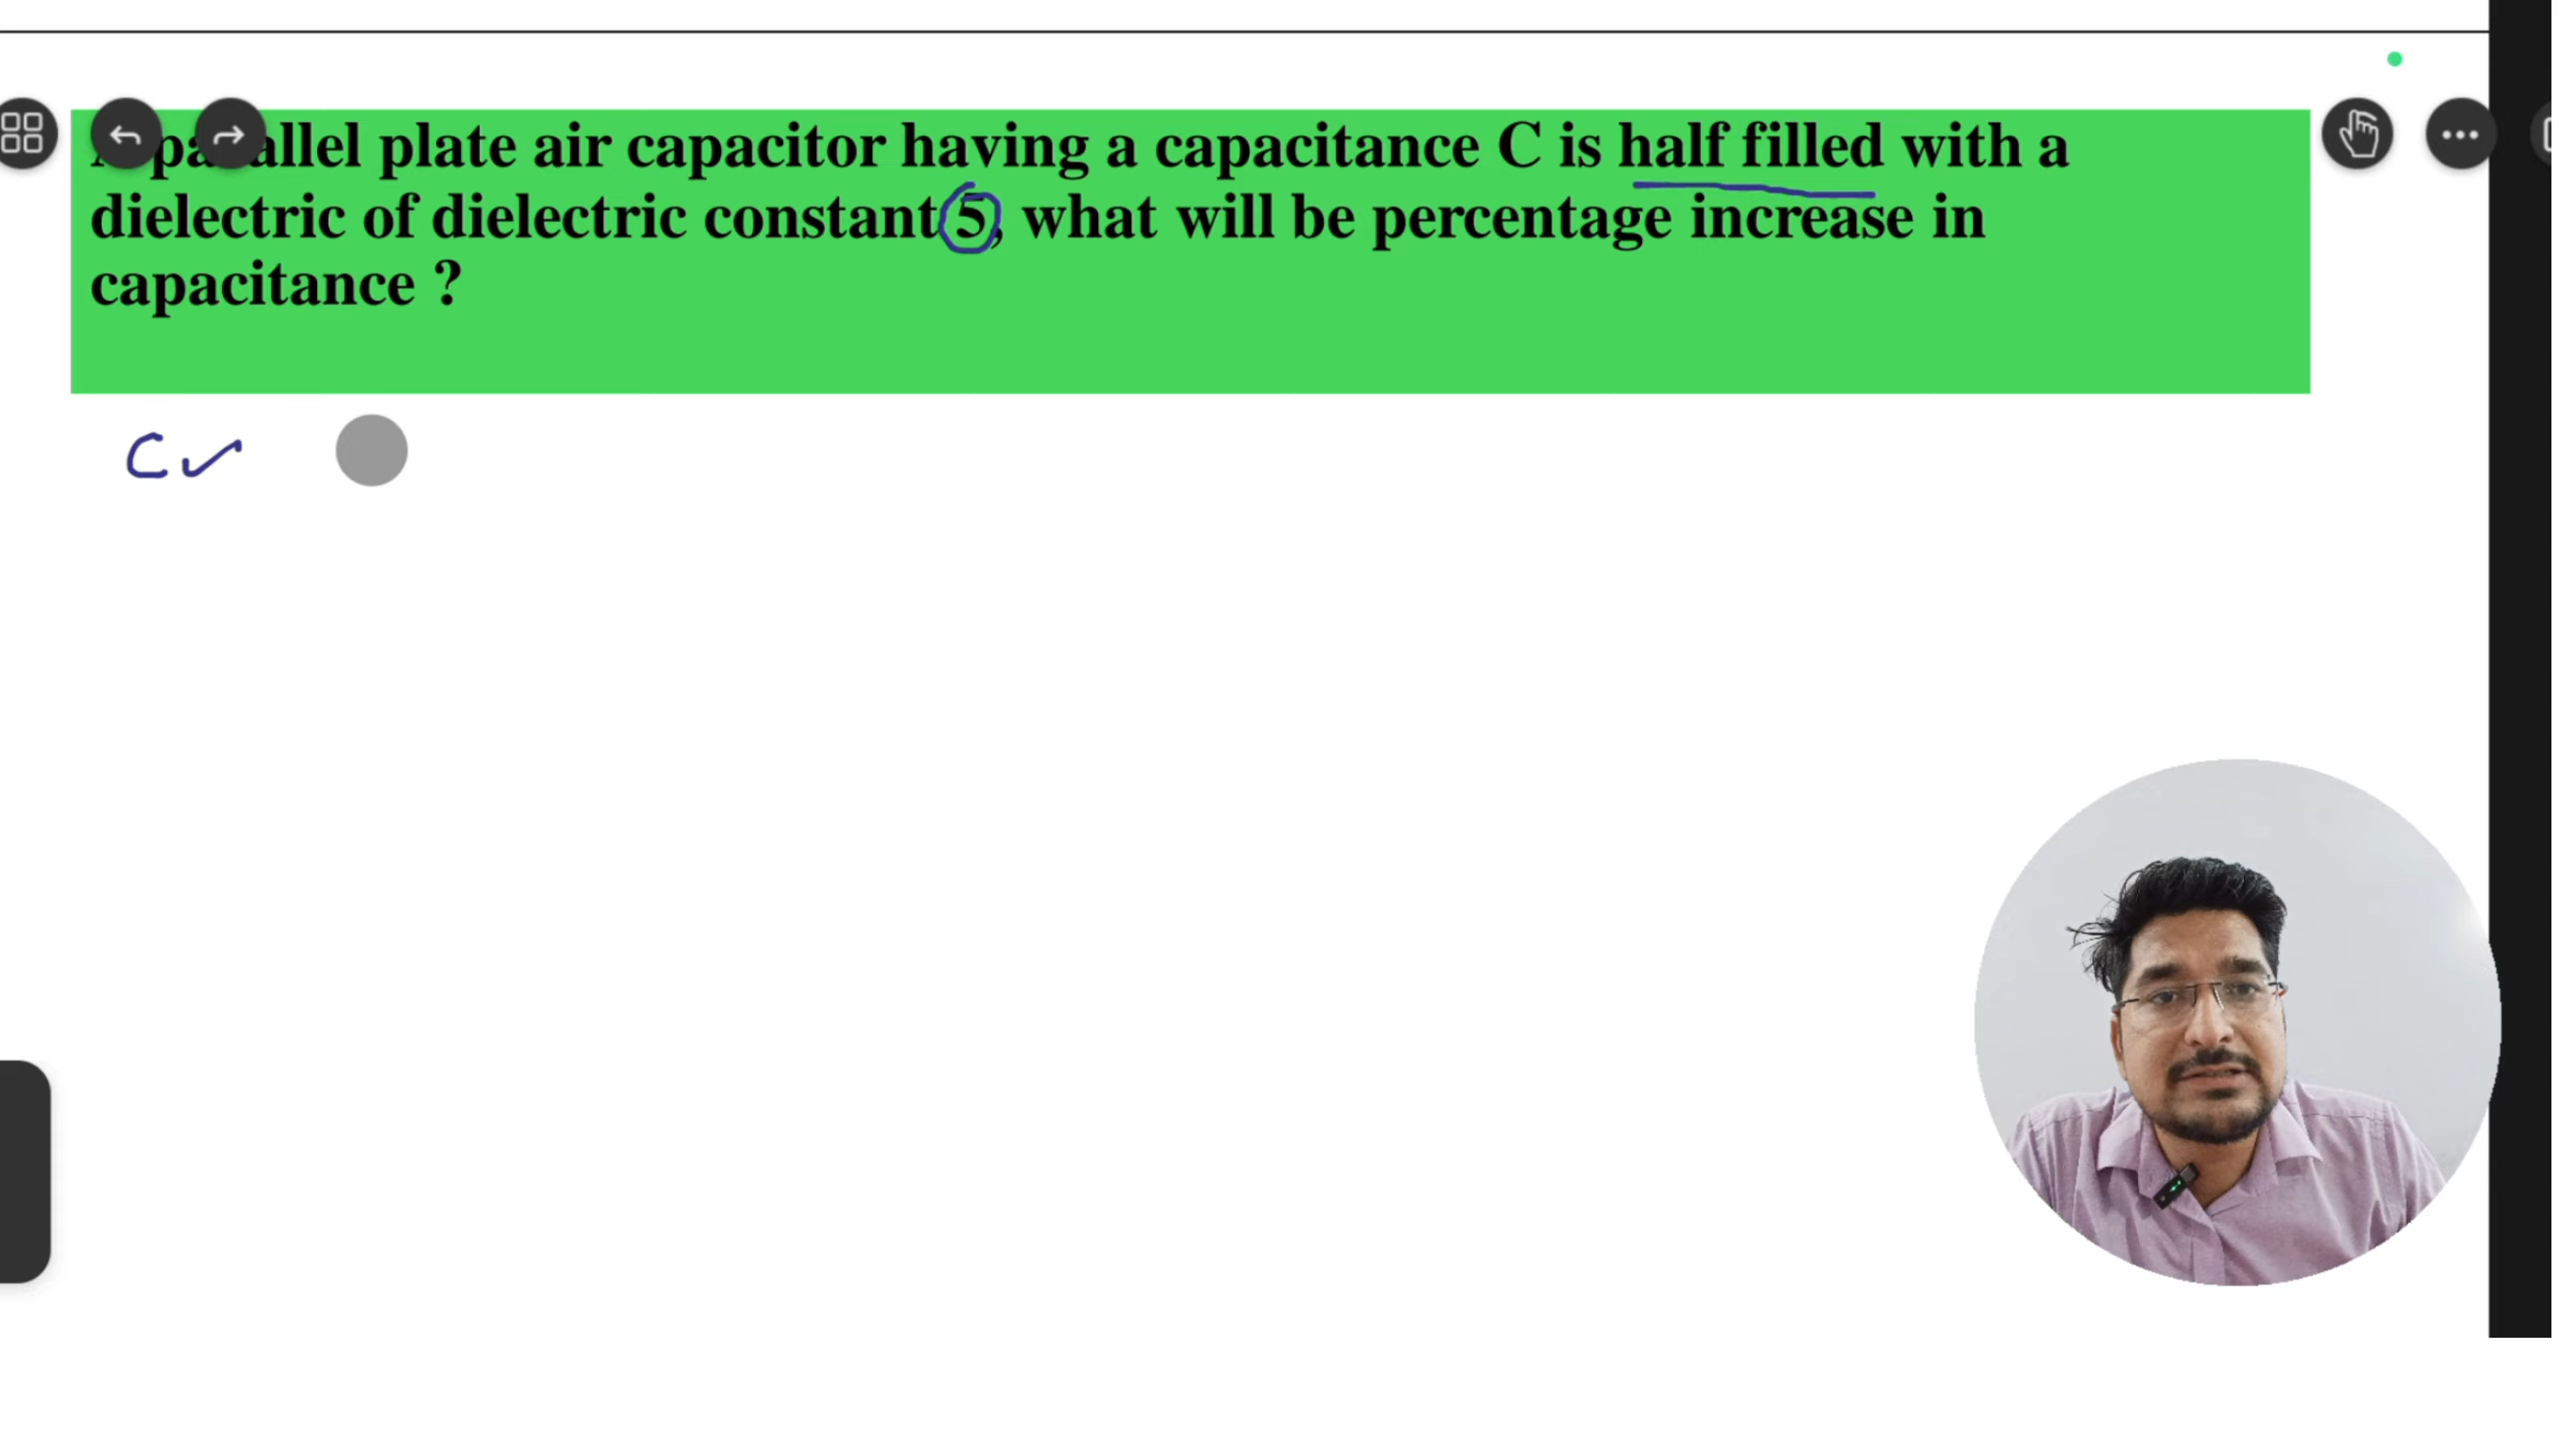 parallel plate air capacitor having a capacitance C is half filled with a
dielectric of dielectric constant 5, what will be percentage increase in
capacitance ?
C